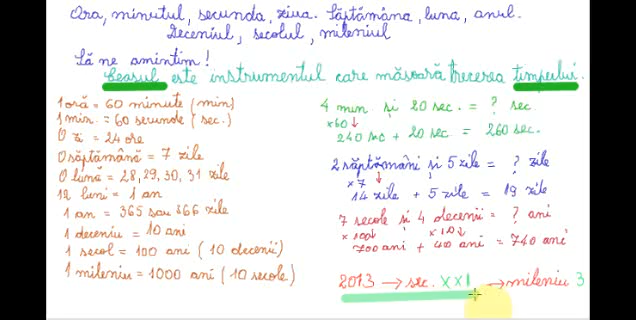 Ora, minutul, secunda, ziua. Săptămâna, luna, anul.
Deceniul, secolul, mileniul
Să ne amintim!
Ceasul este instrumentul care măsoară trecerea timpului.
1 oră = 60 minute (min)
1 min. = 60 secunde (sec.)
O zi = 24 ore
O săptămână = 7 zile
O lună = 28, 29, 30, 31 zile
12 luni = 1 an
1 an = 365 sau 366 zile
1 deceniu = 10 ani
1 secol = 100 ani (10 decenii)
1 mileniu = 1000 ani (10 secole)
4 min și 20 sec. = ? sec.
×60
240 sec + 20 sec = 260 sec.
2 săptămâni și 5 zile = ? zile
×7
14 zile + 5 zile = 19 zile
7 secole și 4 decenii = ? ani
×100 ×10
700 ani + 40 ani = 740 ani
2013 → sec. XXI → mileniu 3